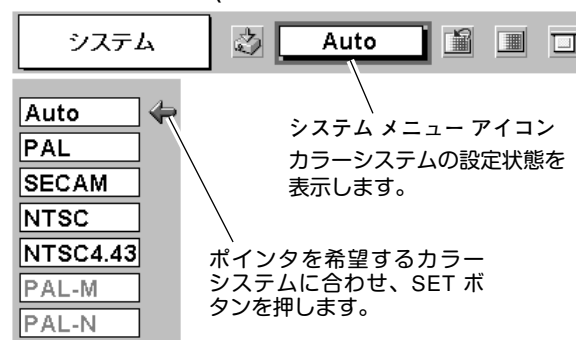 システム
Auto
Auto
PAL
SECAM
NTSC
NTSC4.43
PAL-M
PAL-N
システム メニュー アイコン
カラーシステムの設定状態を
表示します。
ポインタを希望するカラー
システムに合わせ、SET ボ
タンを押します。